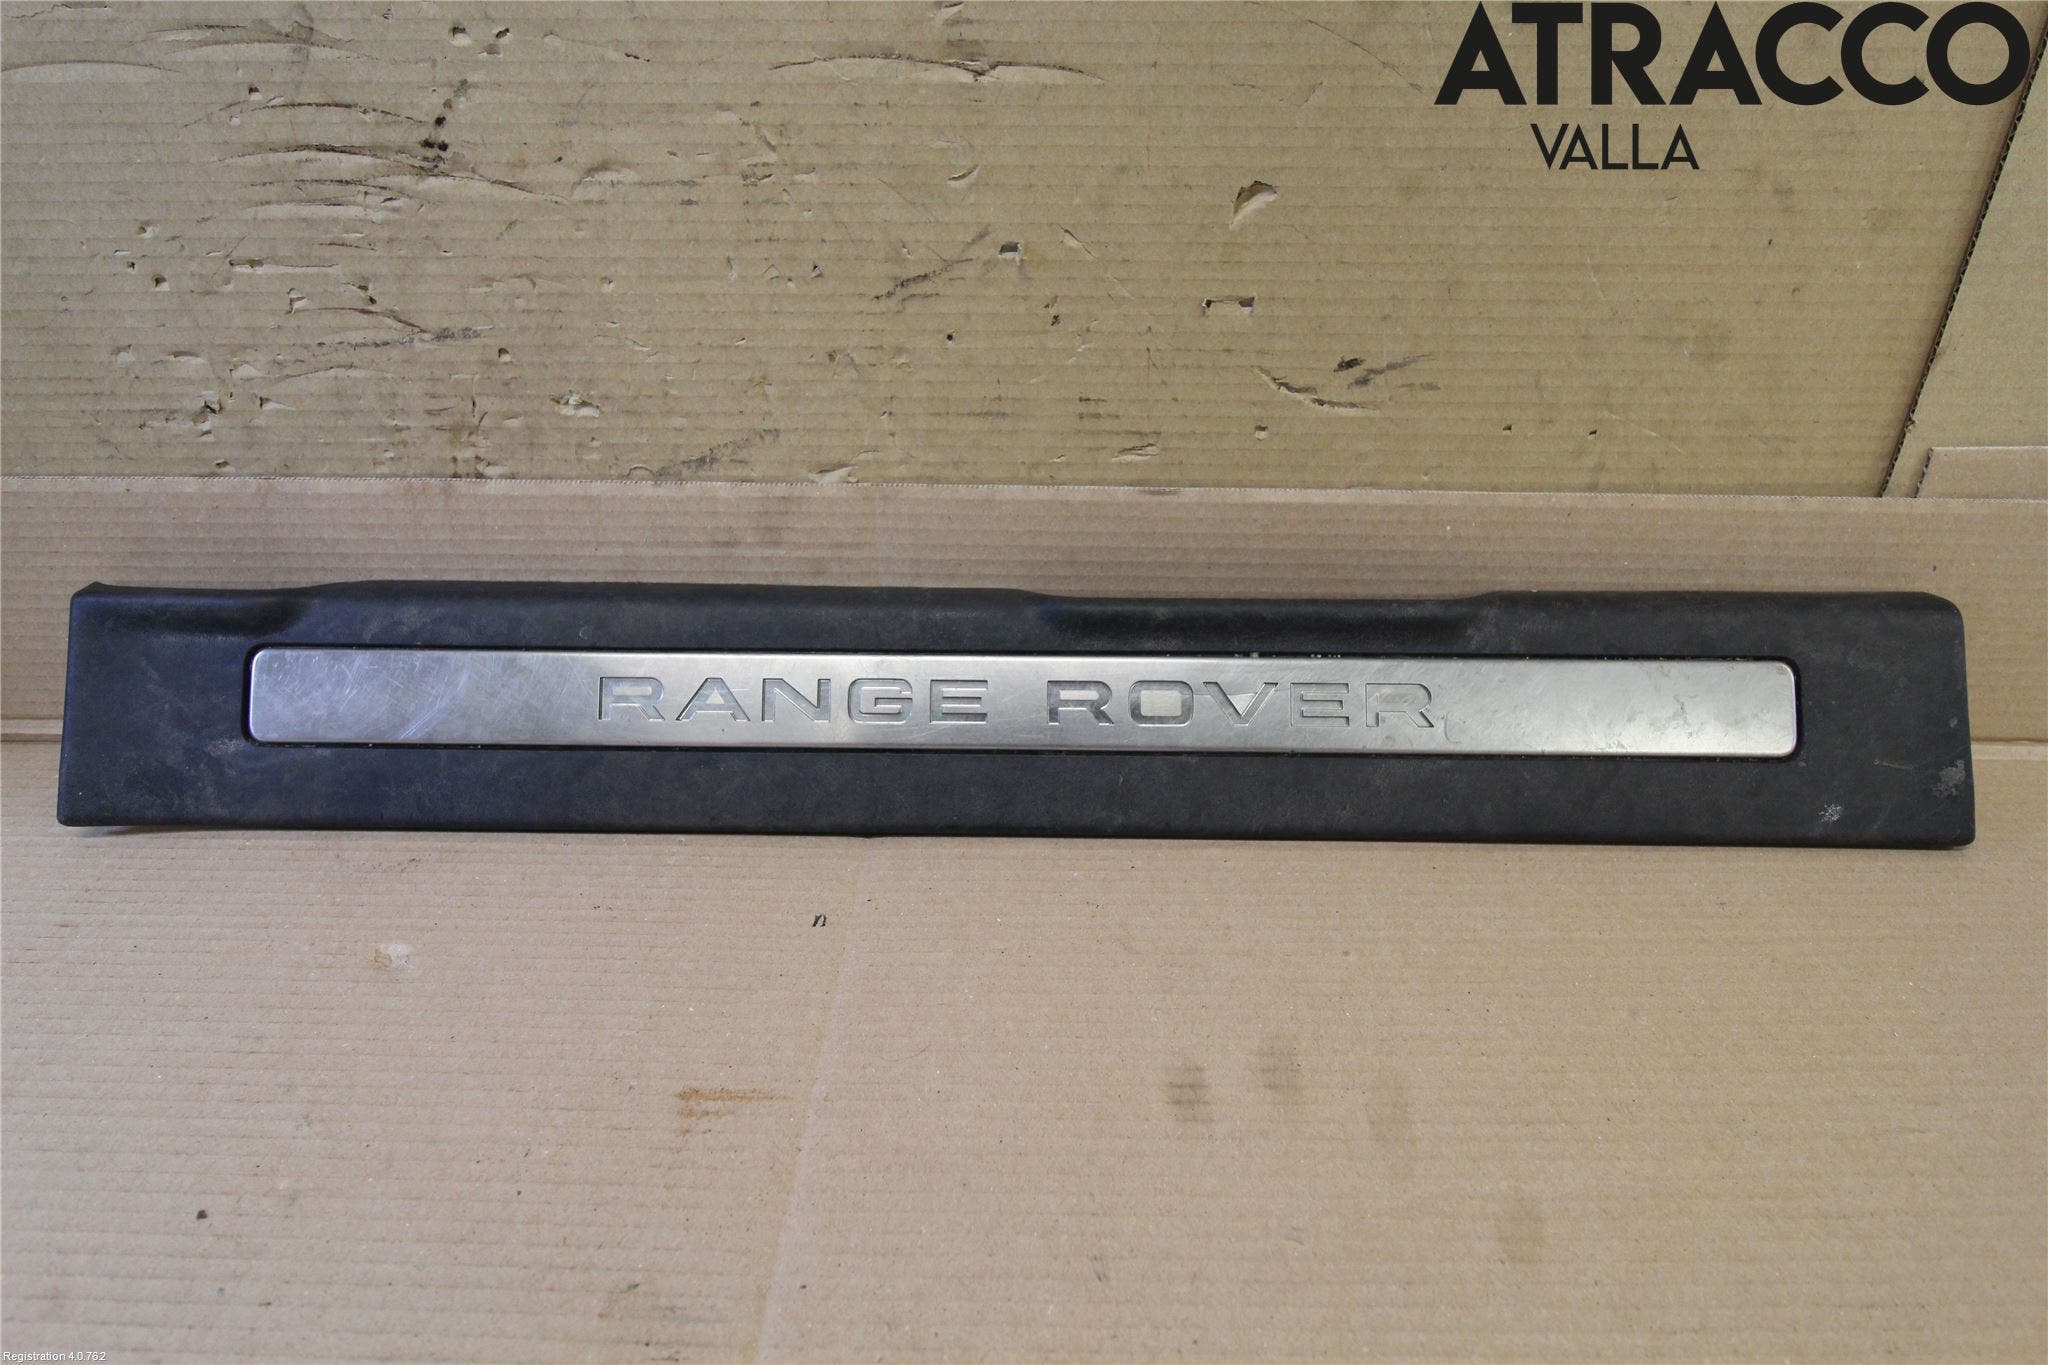 ATRACCO
VALLA
RANGE ROVER
Registration 4.0.762